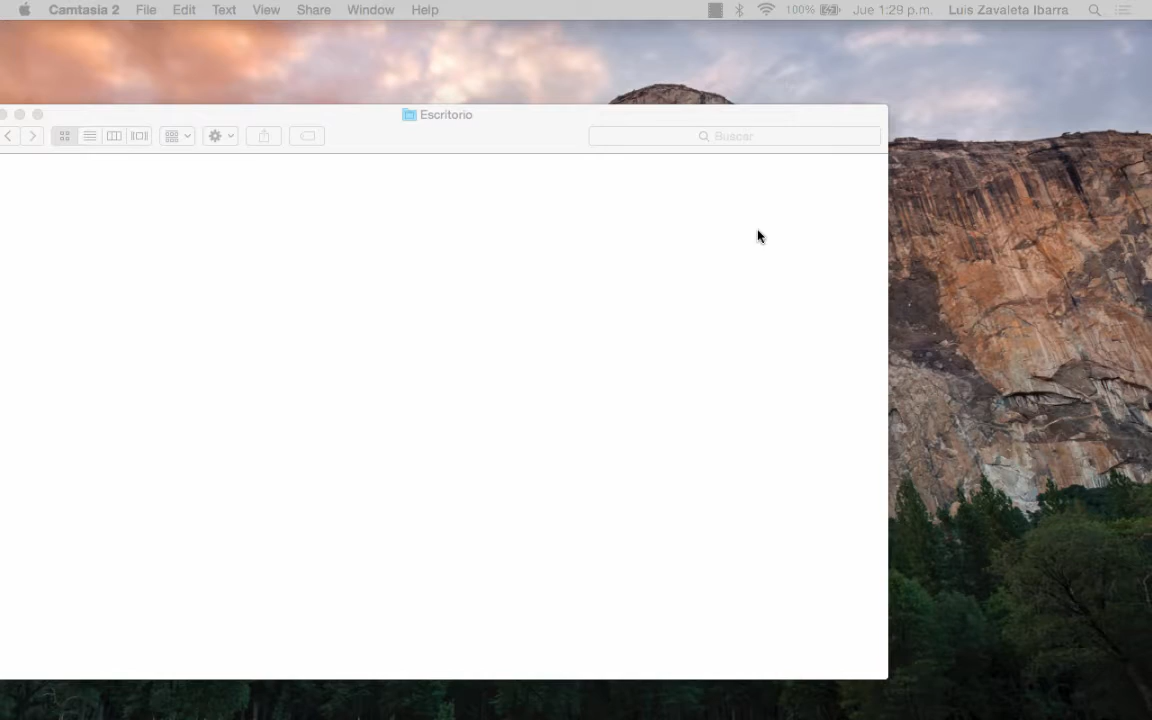 Camtasia 2 File Edit Text View Share Window Help 100% Jue 1:29 p.m. Luis Zavaleta Ibarra
Escritorio
Buscar